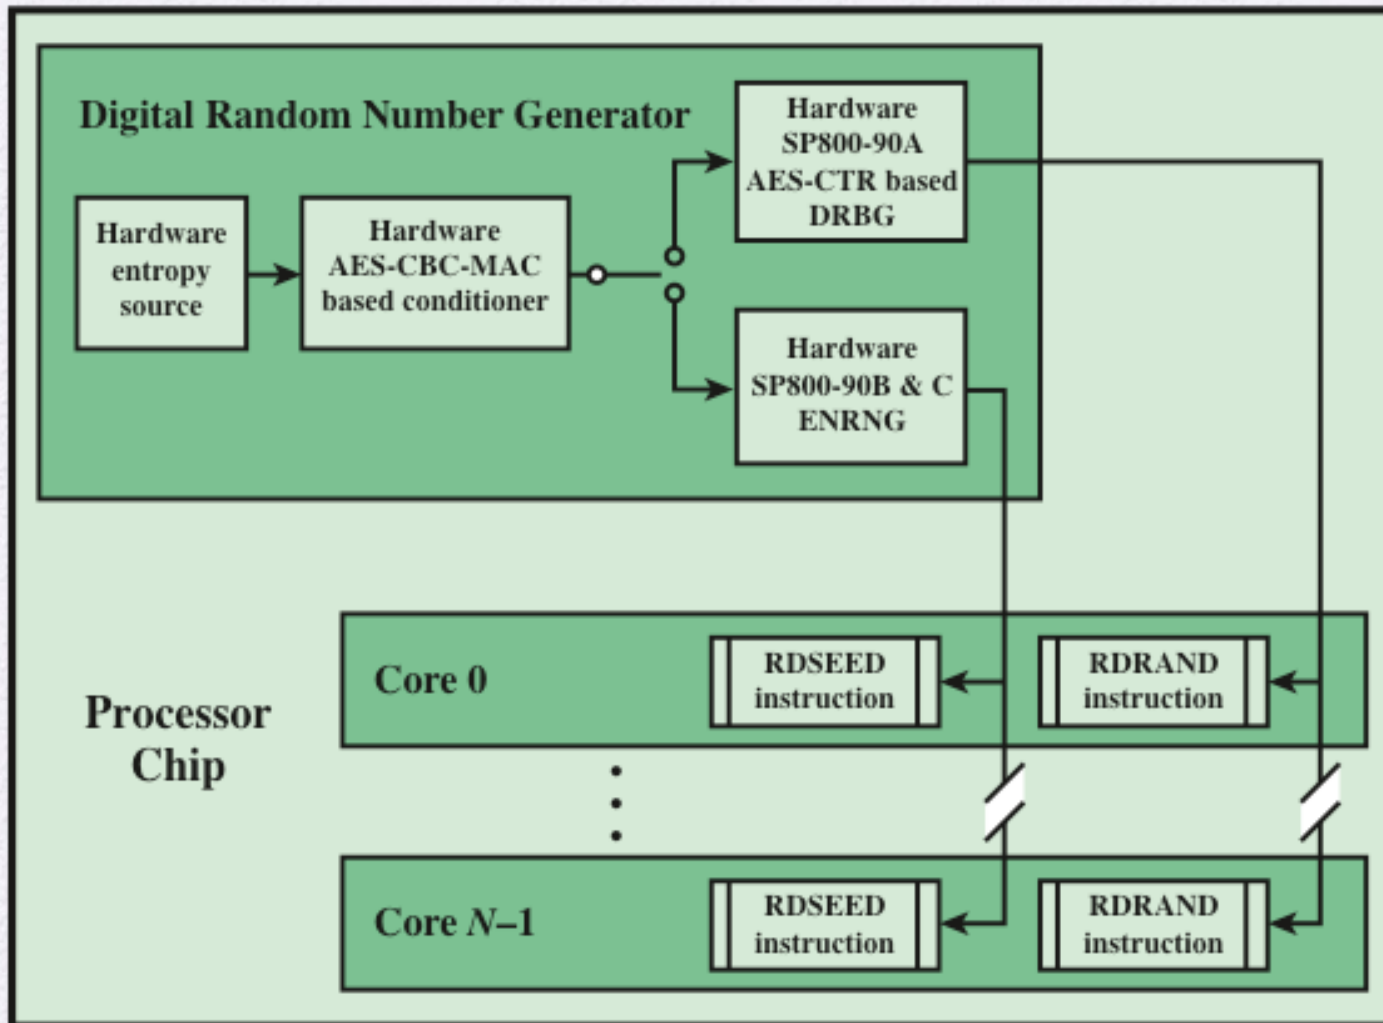 Digital Random Number Generator
Hardware
entropy
source
Hardware
AES-CBC-MAC
based conditioner
Hardware
SP800-90A
AES-CTR based
DRBG
Hardware
SP800-90B & C
ENRNG
Processor
Chip
Core 0
RDSEED
instruction
RDRAND
instruction
Core N–1
RDSEED
instruction
RDRAND
instruction